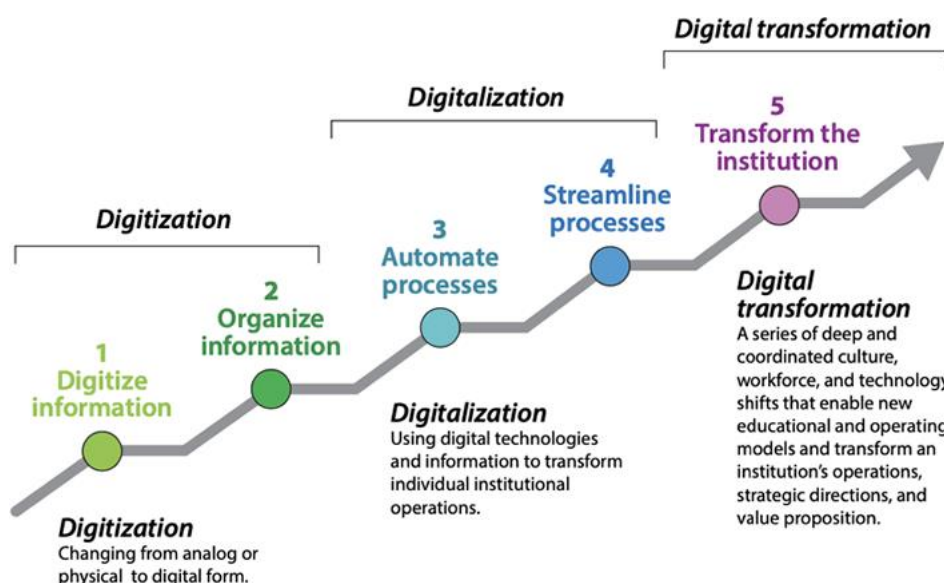 Digital transformation
Digitalization
5
Transform the
institution
4
Streamline
processes
Digitization
3
Automate
processes
2
Organize
information
1
Digitize
information
Digital
transformation
A series of deep and
coordinated culture,
workforce, and technology
shifts that enable new
educational and operating
models and transform an
institution's operations,
strategic directions, and
value proposition.
Digitalization
Using digital technologies
and information to transform
individual institutional
operations.
Digitization
Changing from analog or
physical to digital form.